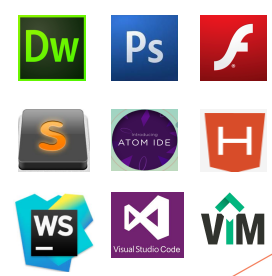 Dw
Ps
S
Introducing
ATOM IDE
H
WS
Visual Studio Code
VIM